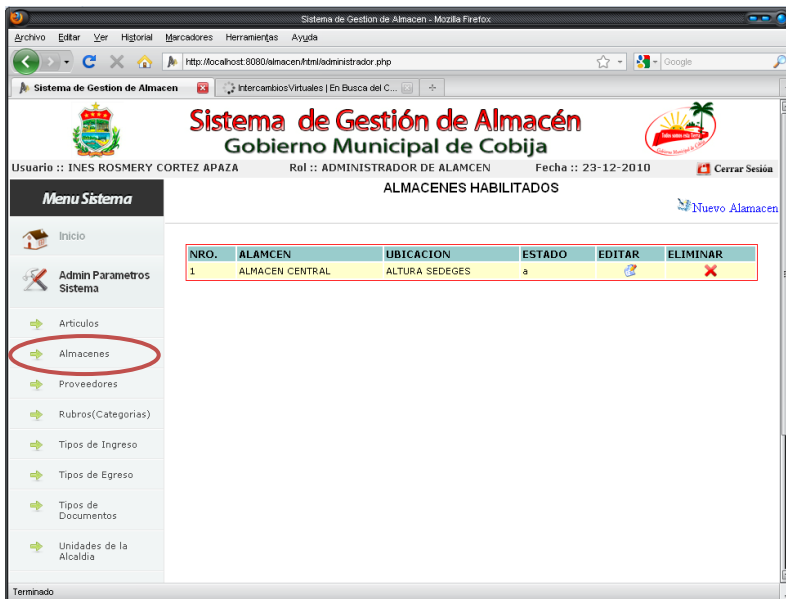 Sistema de Gestion de Almacen - Mozilla Firefox
Archivo Editar Ver Historial Marcadores Herramientas Ayuda
http://localhost:8080/almacen/html/administrador.php
Google
Sistema de Gestion de Almacen
IntercambiosVirtuales | En Busca del C...
Sistema de Gestión de Almacén
Gobierno Municipal de Cobija
Usuario :: INES ROSMERY CORTEZ APAZA Rol :: ADMINISTRADOR DE ALAMCEN Fecha :: 23-12-2010 Cerrar Sesión
Menu Sistema
ALMACENES HABILITADOS
Nuevo Alamacen
Inicio
NRO. ALAMCEN UBICACION ESTADO EDITAR ELIMINAR
1 ALMACEN CENTRAL ALTURA SEDEGES a
Admin Parametros
Sistema
Articulos
Almacenes
Proveedores
Rubros(Categorias)
Tipos de Ingreso
Tipos de Egreso
Tipos de
Documentos
Unidades de la
Alcaldia
Terminado